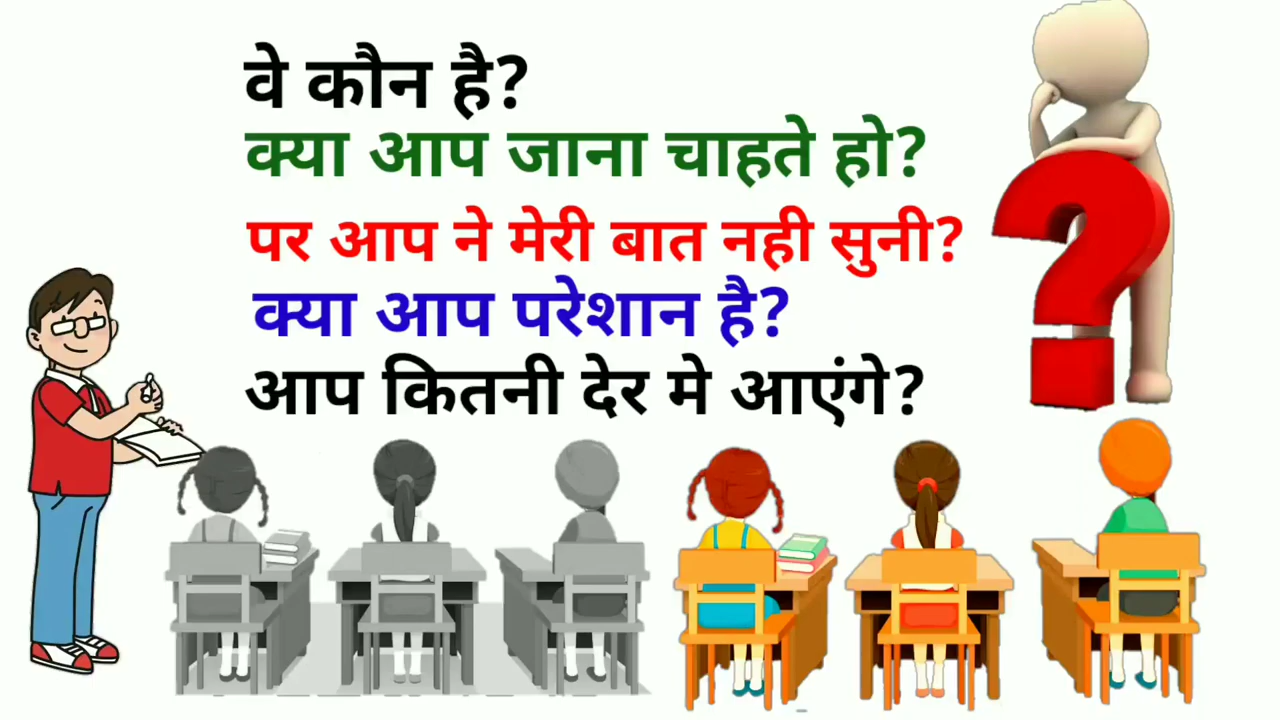 वे कौन है?
क्या आप जाना चाहते हो?
पर आप ने मेरी बात नही सुनी?
क्या आप परेशान है?
आप कितनी देर मे आएंगे?